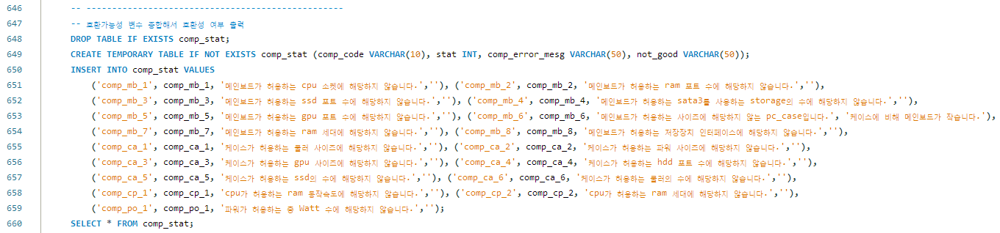 646 -- --------------------------------------------------
647 -- 호환가능성 변수 종합해서 호환성 여부 출력
648 DROP TABLE IF EXISTS comp_stat;
649 CREATE TEMPORARY TABLE IF NOT EXISTS comp_stat (comp_code VARCHAR(10), stat INT, comp_error_mesg VARCHAR(50), not_good VARCHAR(50));
650 INSERT INTO comp_stat VALUES
651 ('comp_mb_1', comp_mb_1, '메인보드가 허용하는 cpu 소켓에 해당하지 않습니다.',''), ('comp_mb_2', comp_mb_2, '메인보드가 허용하는 ram 포트 수에 해당하지 않습니다.',''),
652 ('comp_mb_3', comp_mb_3, '메인보드가 허용하는 ssd 포트 수에 해당하지 않습니다.',''), ('comp_mb_4', comp_mb_4, '메인보드가 허용하는 sata3를 사용하는 storage의 수에 해당하지 않습니다.',''),
653 ('comp_mb_5', comp_mb_5, '메인보드가 허용하는 gpu 포트 수에 해당하지 않습니다.',''), ('comp_mb_6', comp_mb_6, '메인보드가 허용하는 사이즈에 해당하지 않는 pc_case입니다.', '케이스에 비해 메인보드가 작습니다.'),
654 ('comp_mb_7', comp_mb_7, '메인보드가 허용하는 ram 세대에 해당하지 않습니다.',''), ('comp_mb_8', comp_mb_8, '메인보드가 허용하는 저장장치 인터페이스에 해당하지 않습니다.',''),
655 ('comp_ca_1', comp_ca_1, '케이스가 허용하는 쿨러 사이즈에 해당하지 않습니다.',''), ('comp_ca_2', comp_ca_2, '케이스가 허용하는 파워 사이즈에 해당하지 않습니다.',''),
656 ('comp_ca_3', comp_ca_3, '케이스가 허용하는 gpu 사이즈에 해당하지 않습니다.',''), ('comp_ca_4', comp_ca_4, '케이스가 허용하는 hdd 포트 수에 해당하지 않습니다.',''),
657 ('comp_ca_5', comp_ca_5, '케이스가 허용하는 ssd의 수에 해당하지 않습니다.',''), ('comp_ca_6', comp_ca_6, '케이스가 허용하는 쿨러의 수에 해당하지 않습니다.',''),
658 ('comp_cp_1', comp_cp_1, 'cpu가 허용하는 ram 동작속도에 해당하지 않습니다.',''), ('comp_cp_2', comp_cp_2, 'cpu가 허용하는 ram 세대에 해당하지 않습니다.',''),
659 ('comp_po_1', comp_po_1, '파워가 허용하는 총 Watt 수에 해당하지 않습니다.','');
660 SELECT * FROM comp_stat;